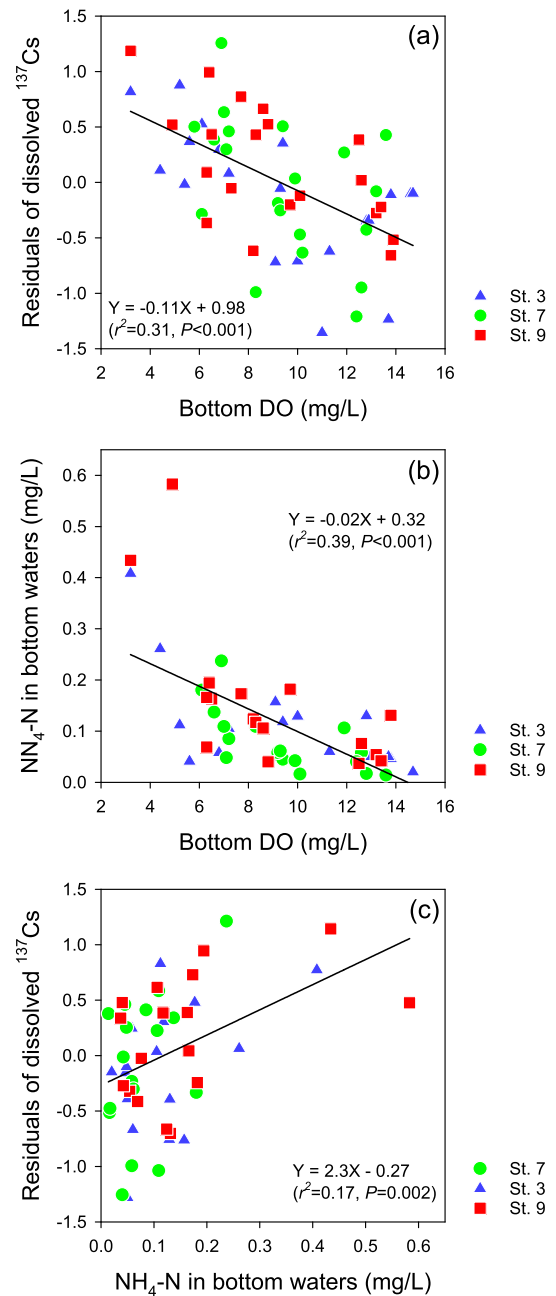 (a)
1.5
1.0
0.5
0.0
-0.5
-1.0
-1.5
Residuals of dissolved ¹³⁷Cs
Y = -0.11X + 0.98
(r²=0.31, P<0.001)
2 4 6 8 10 12 14 16
Bottom DO (mg/L)
St. 3
St. 7
St. 9
(b)
0.6
0.5
0.4
0.3
0.2
0.1
0.0
NN₄-N in bottom waters (mg/L)
Y = -0.02X + 0.32
(r²=0.39, P<0.001)
2 4 6 8 10 12 14 16
Bottom DO (mg/L)
St. 3
St. 7
St. 9
(c)
1.5
1.0
0.5
0.0
-0.5
-1.0
-1.5
Residuals of dissolved ¹³⁷Cs
Y = 2.3X - 0.27
(r²=0.17, P=0.002)
0.0 0.1 0.2 0.3 0.4 0.5 0.6
NH₄-N in bottom waters (mg/L)
St. 7
St. 3
St. 9